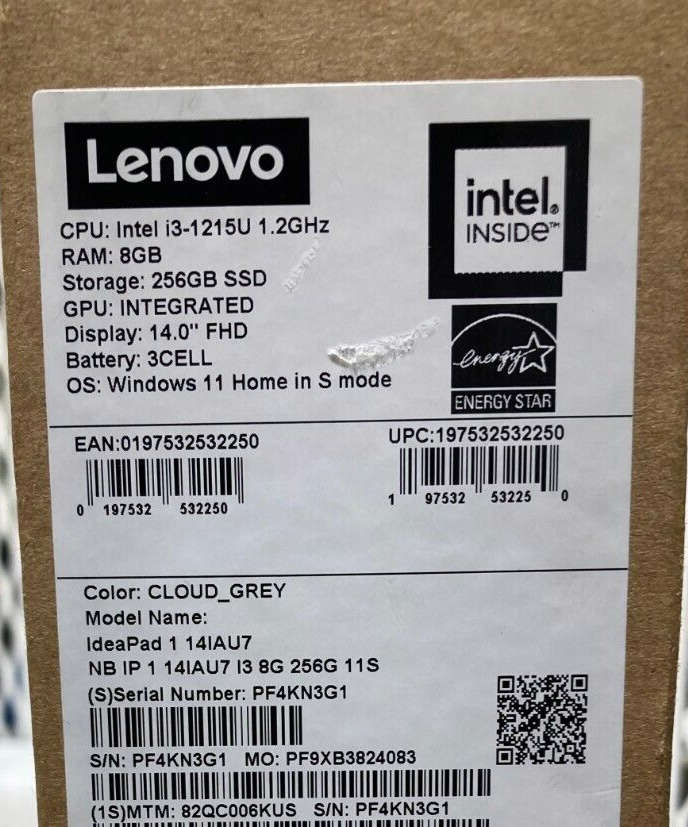 Lenovo
intel.
INSIDE™
CPU: Intel i3-1215U 1.2GHz
RAM: 8GB
Storage: 256GB SSD
GPU: INTEGRATED
Display: 14.0" FHD
Battery: 3CELL
OS: Windows 11 Home in S mode
energy
ENERGY STAR
EAN:0197532532250
0 197532 532250
UPC:197532532250
1 97532 53225 0
Color: CLOUD_GREY
Model Name:
IdeaPad 1 14IAU7
NB IP 1 14IAU7 I3 8G 256G 11S
(S)Serial Number: PF4KN3G1
S/N: PF4KN3G1 MO: PF9XB3824083
(1S)MTM: 82QC006KUS S/N: PF4KN3G1